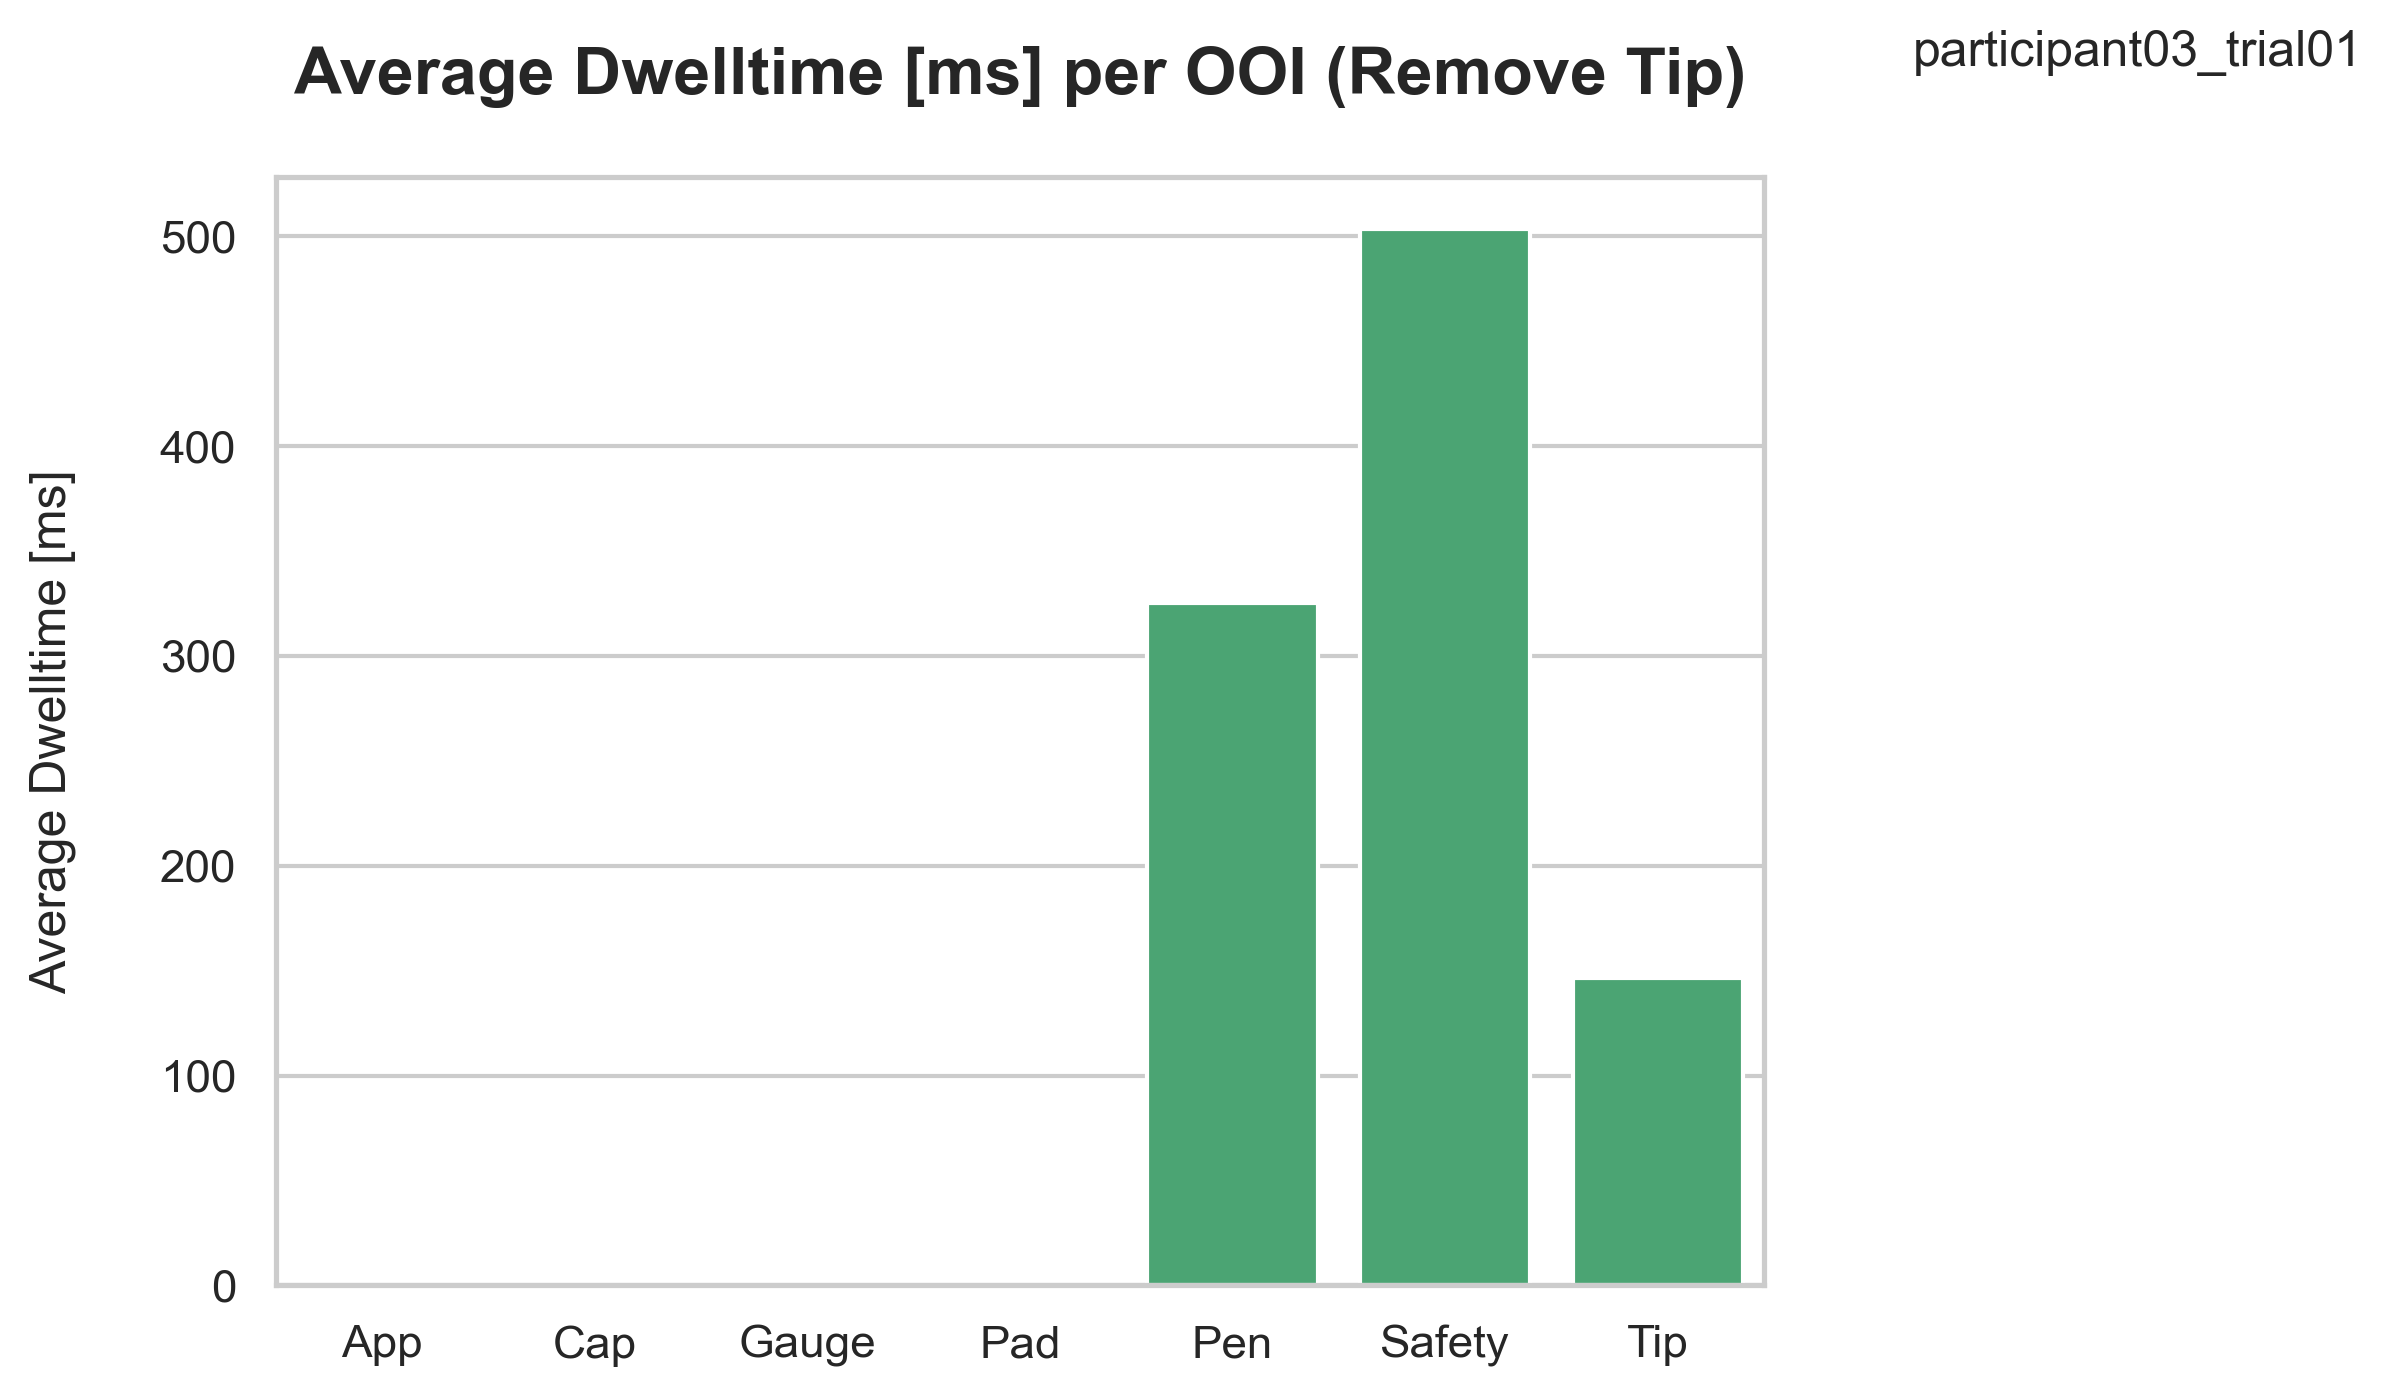 Average Dwelltime [ms] per OOI (Remove Tip)
participant03_trial01
Average Dwelltime [ms]
500
400
300
200
100
0
App Cap Gauge Pad Pen Safety Tip